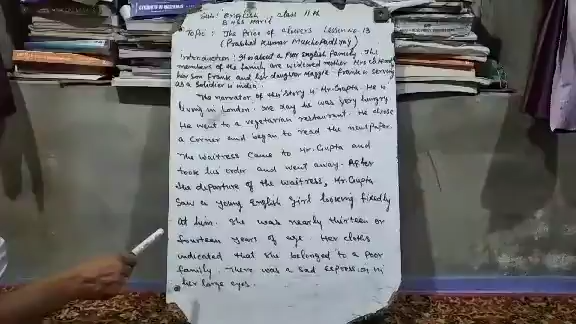 Sub: English Class 11th
Topic: The Price of flowers Lesson No. 13
(Prabhat Kumar Mukhopadhyay)
Introduction: It is about a Poor English family. The
members of the family are widowed mother Mrs clifford
her son Frank and her daughter Maggie. Frank is serving
as a Soldier in India.
The narrator of this story is Mr. Gupta. He is
living in London. One day he was very hungry.
He went to a vegetarian restaurant. He chose
a corner and began to read the newspaper.
The Waitress came to Mr. Gupta and
took his order and went away. After
the departure of the waitress, Mr. Gupta
saw a young English girl looking fixedly
at him. She was nearly thirteen or
fourteen years of age. Her cloths
indicated that she belonged to a poor
family. There was a sad expression in
her large eyes.